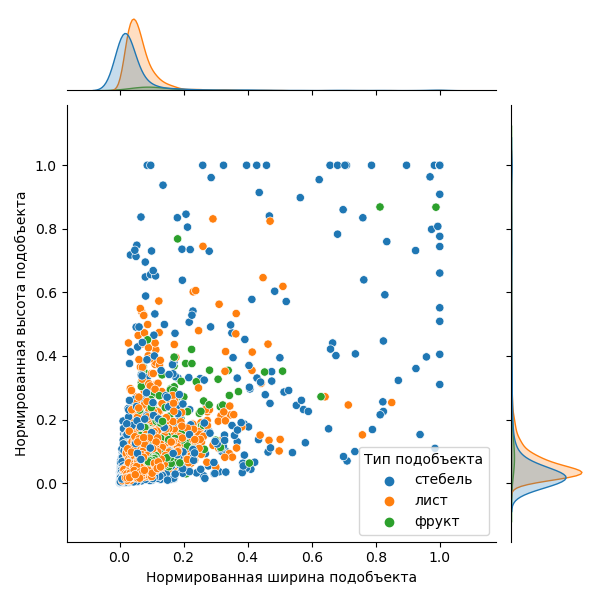 1.0
0.8
0.6
0.4
0.2
0.0
Нормированная высота подобъекта
Тип подобъекта
стебель
лист
фрукт
0.0 0.2 0.4 0.6 0.8 1.0
Нормированная ширина подобъекта